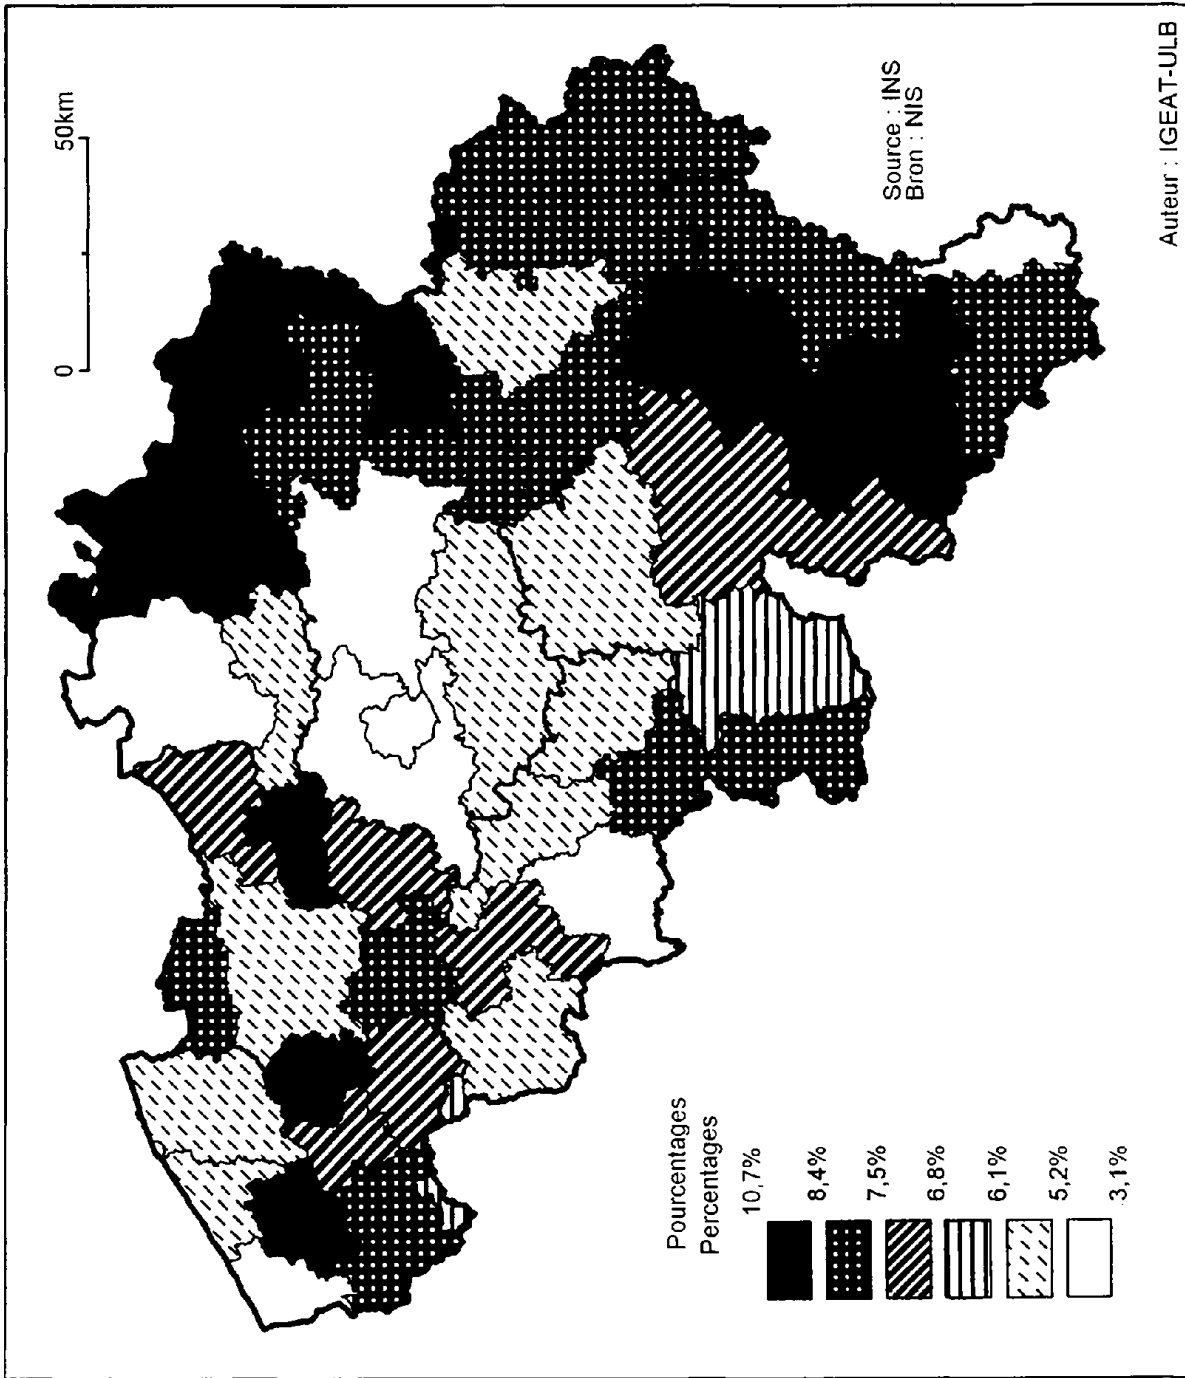 0 50km
Source : INS
Bron : NIS
Pourcentages
Percentages
10,7%
8,4%
7,5%
6,8%
6,1%
5,2%
3,1%
Auteur : IGEAT-ULB